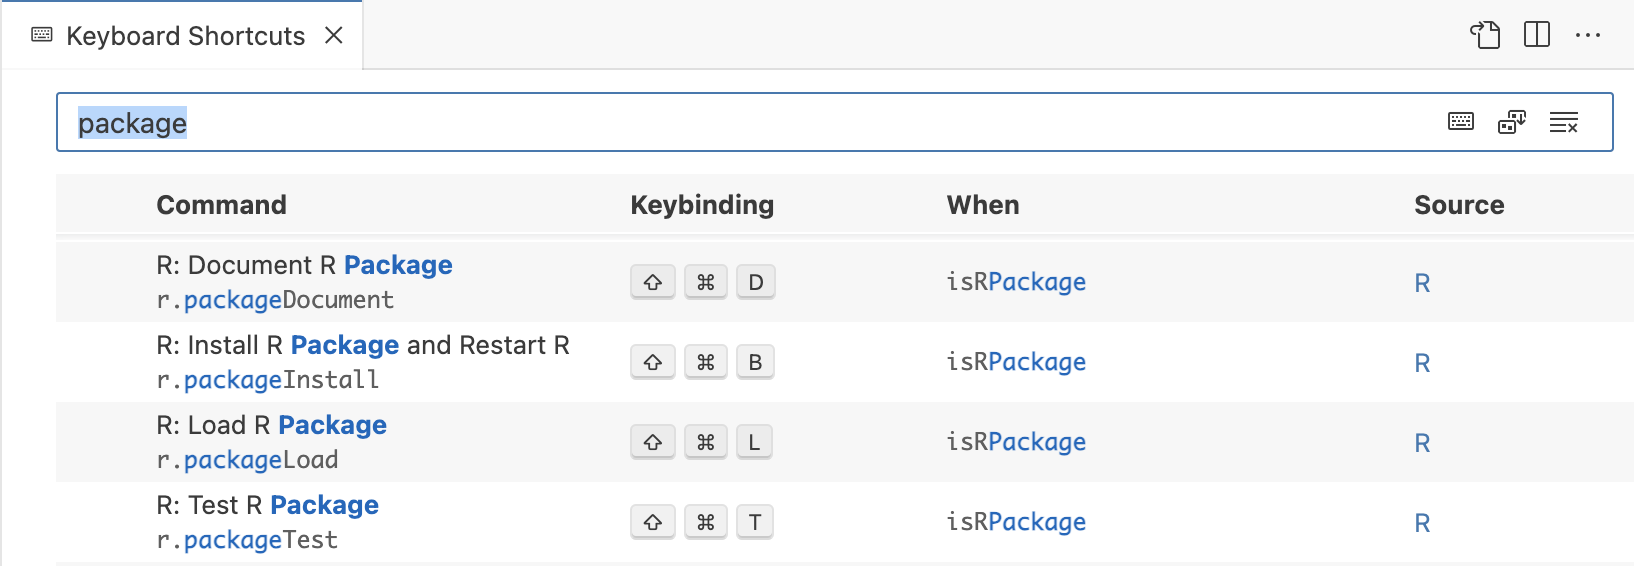 Keyboard Shortcuts
package
Command Keybinding When Source
R: Document R Package
r.packageDocument
⇧ ⌘ D isRPackage R
R: Install R Package and Restart R
r.packageInstall
⇧ ⌘ B isRPackage R
R: Load R Package
r.packageLoad
⇧ ⌘ L isRPackage R
R: Test R Package
r.packageTest
⇧ ⌘ T isRPackage R